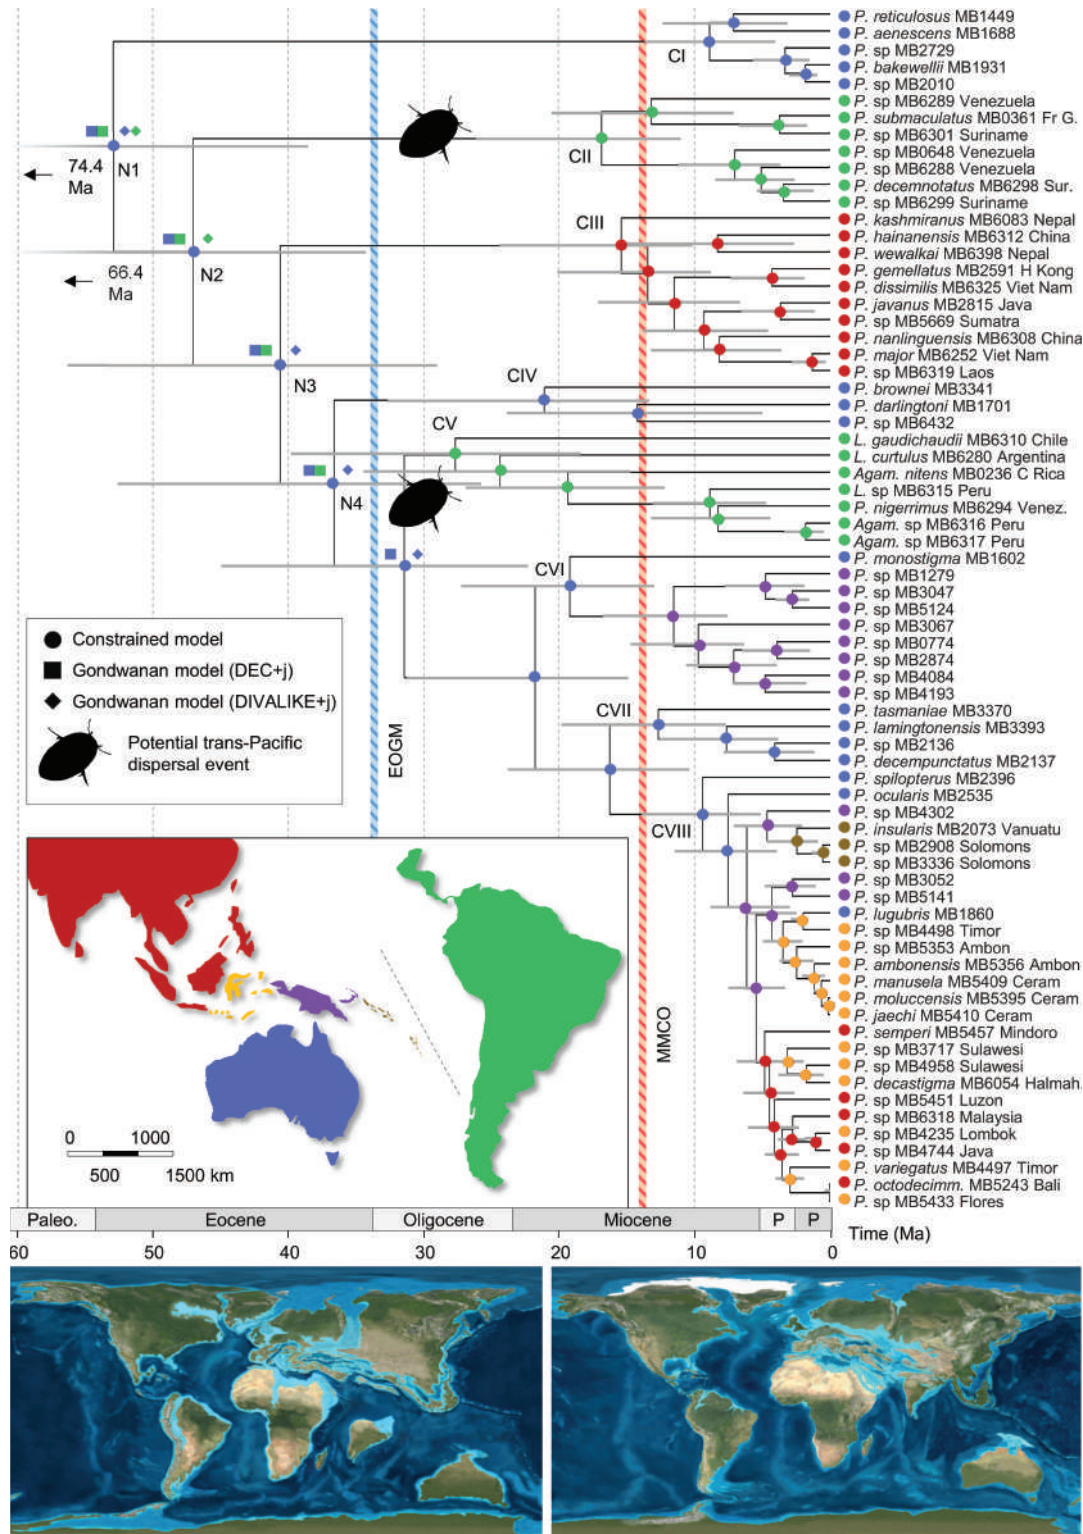 P. reticulosus MB1449
P. aenescens MB1688
P. sp MB2729
P. bakewellii MB1931
P. sp MB2010
CI
P. sp MB6289 Venezuela
P. submaculatus MB0361 Fr G.
P. sp MB6301 Suriname
P. sp MB0648 Venezuela
P. sp MB6288 Venezuela
P. decemnotatus MB6298 Sur.
P. sp MB6299 Suriname
CII
N1
74.4
Ma
CIII
P. kashmiranus MB6083 Nepal
P. hainanensis MB6312 China
P. wewalkai MB6398 Nepal
P. gemellatus MB2591 H Kong
P. dissimilis MB6325 Viet Nam
P. javanus MB2815 Java
P. sp MB5669 Sumatra
P. nanlinguensis MB6308 China
P. major MB6252 Viet Nam
P. sp MB6319 Laos
N2
66.4
Ma
N3
CIV
P. brownei MB3341
P. darlingtoni MB1701
P. sp MB6432
CV
L. gaudichaudii MB6310 Chile
L. curtulus MB6280 Argentina
Agam. nitens MB0236 C Rica
L. sp MB6315 Peru
P. nigerrimus MB6294 Venez.
Agam. sp MB6316 Peru
Agam. sp MB6317 Peru
N4
CVI
P. monostigma MB1602
P. sp MB1279
P. sp MB3047
P. sp MB5124
P. sp MB3067
P. sp MB0774
P. sp MB2874
P. sp MB4084
P. sp MB4193
Constrained model
Gondwanan model (DEC+j)
Gondwanan model (DIVALIKE+j)
Potential trans-Pacific
dispersal event
EOGM
CVII
P. tasmaniae MB3370
P. lamingtonensis MB3393
P. sp MB2136
P. decempunctatus MB2137
P. spilopterus MB2396
P. ocularis MB2535
CVIII
P. sp MB4302
P. insularis MB2073 Vanuatu
P. sp MB2908 Solomons
P. sp MB3336 Solomons
P. sp MB3052
P. sp MB5141
P. lugubris MB1860
P. sp MB4498 Timor
P. sp MB5353 Ambon
P. ambonensis MB5356 Ambon
P. manusela MB5409 Ceram
P. moluccensis MB5395 Ceram
P. jaechi MB5410 Ceram
MMCO
P. semperi MB5457 Mindoro
P. sp MB3717 Sulawesi
P. sp MB4958 Sulawesi
P. decastigma MB6054 Halmah.
P. sp MB5451 Luzon
P. sp MB6318 Malaysia
P. sp MB4235 Lombok
P. sp MB4744 Java
P. variegatus MB4497 Timor
P. octodecimm. MB5243 Bali
P. sp MB5433 Flores
0 1000
500 1500 km
Paleo. Eocene Oligocene Miocene P P
Time (Ma)
60 50 40 30 20 10 0